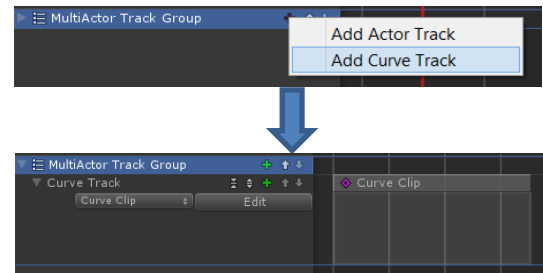 MultiActor Track Group
Add Actor Track
Add Curve Track
MultiActor Track Group
Curve Track
Curve Clip
Curve Clip
Edit